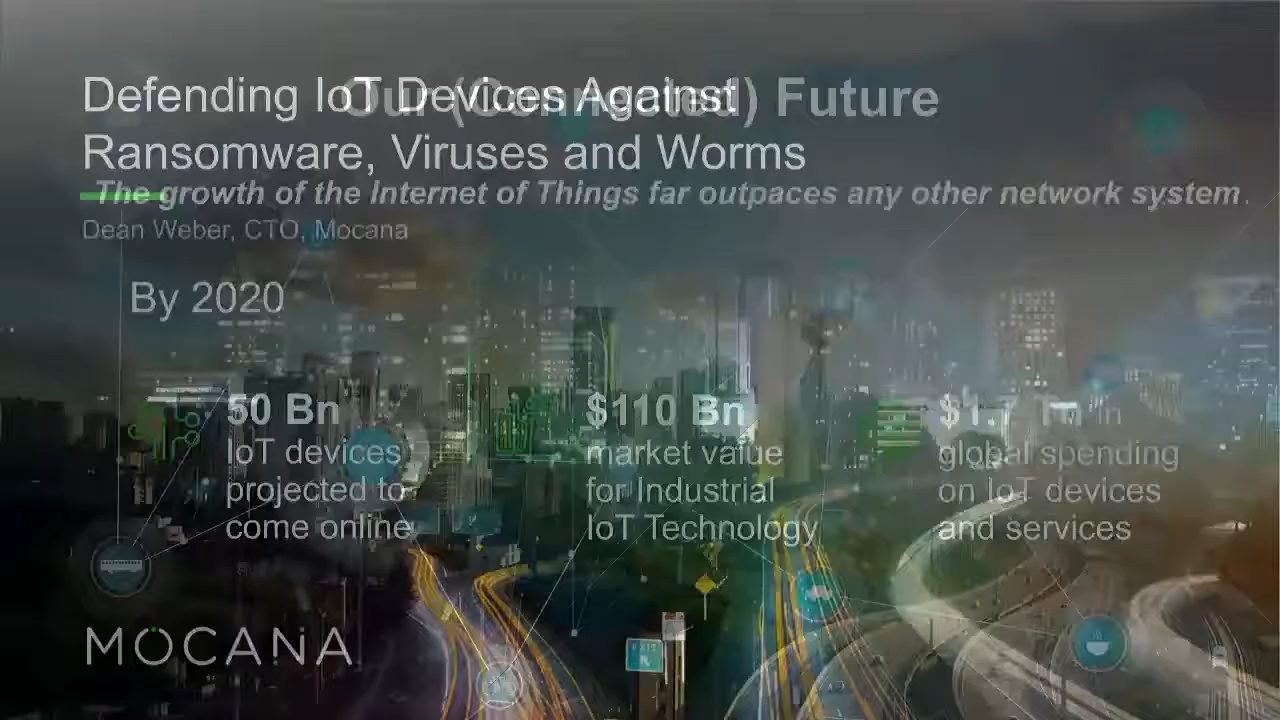 Defending IoT Devices Against
Our (Connected) Future
Ransomware, Viruses and Worms
The growth of the Internet of Things far outpaces any other network system.
Dean Weber, CTO, Mocana
By 2020
50 Bn
IoT devices
projected to
come online
$110 Bn
market value
for Industrial
IoT Technology
global spending
on IoT devices
and services
MOCANA